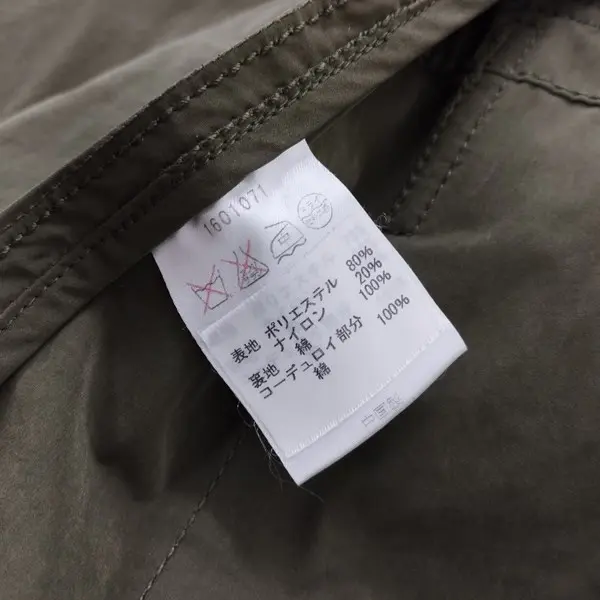 1601071
表地 ポリエステル 80%
ナイロン 20%
裏地 綿 100%
コーデュロイ部分
綿 100%
中国製